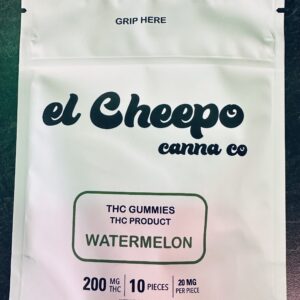 GRIP HERE
el Cheepo
canna co
THC GUMMIES
THC PRODUCT
WATERMELON
200 MG THC | 10 PIECES | 20 MG PER PIECE